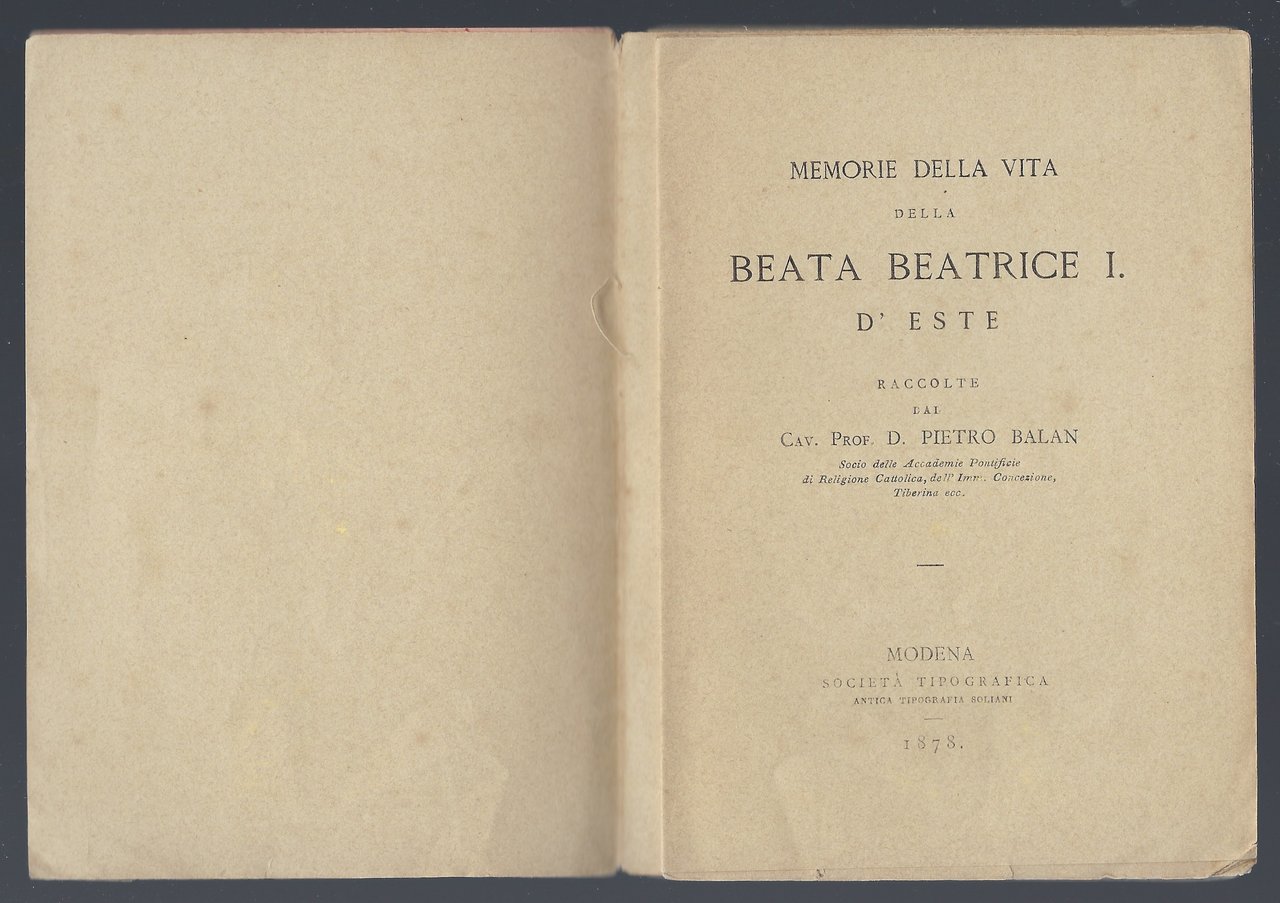 MEMORIE DELLA VITA
DELLA
BEATA BEATRICE I.
D' ESTE
RACCOLTE
DAL
CAV. PROF. D. PIETRO BALAN
Socio delle Accademie Pontificie
di Religione Cattolica, dell' Imm. Concezione,
Tiberina ecc.
MODENA
SOCIETÀ TIPOGRAFICA
ANTICA TIPOGRAFIA SOLIANI
1878.